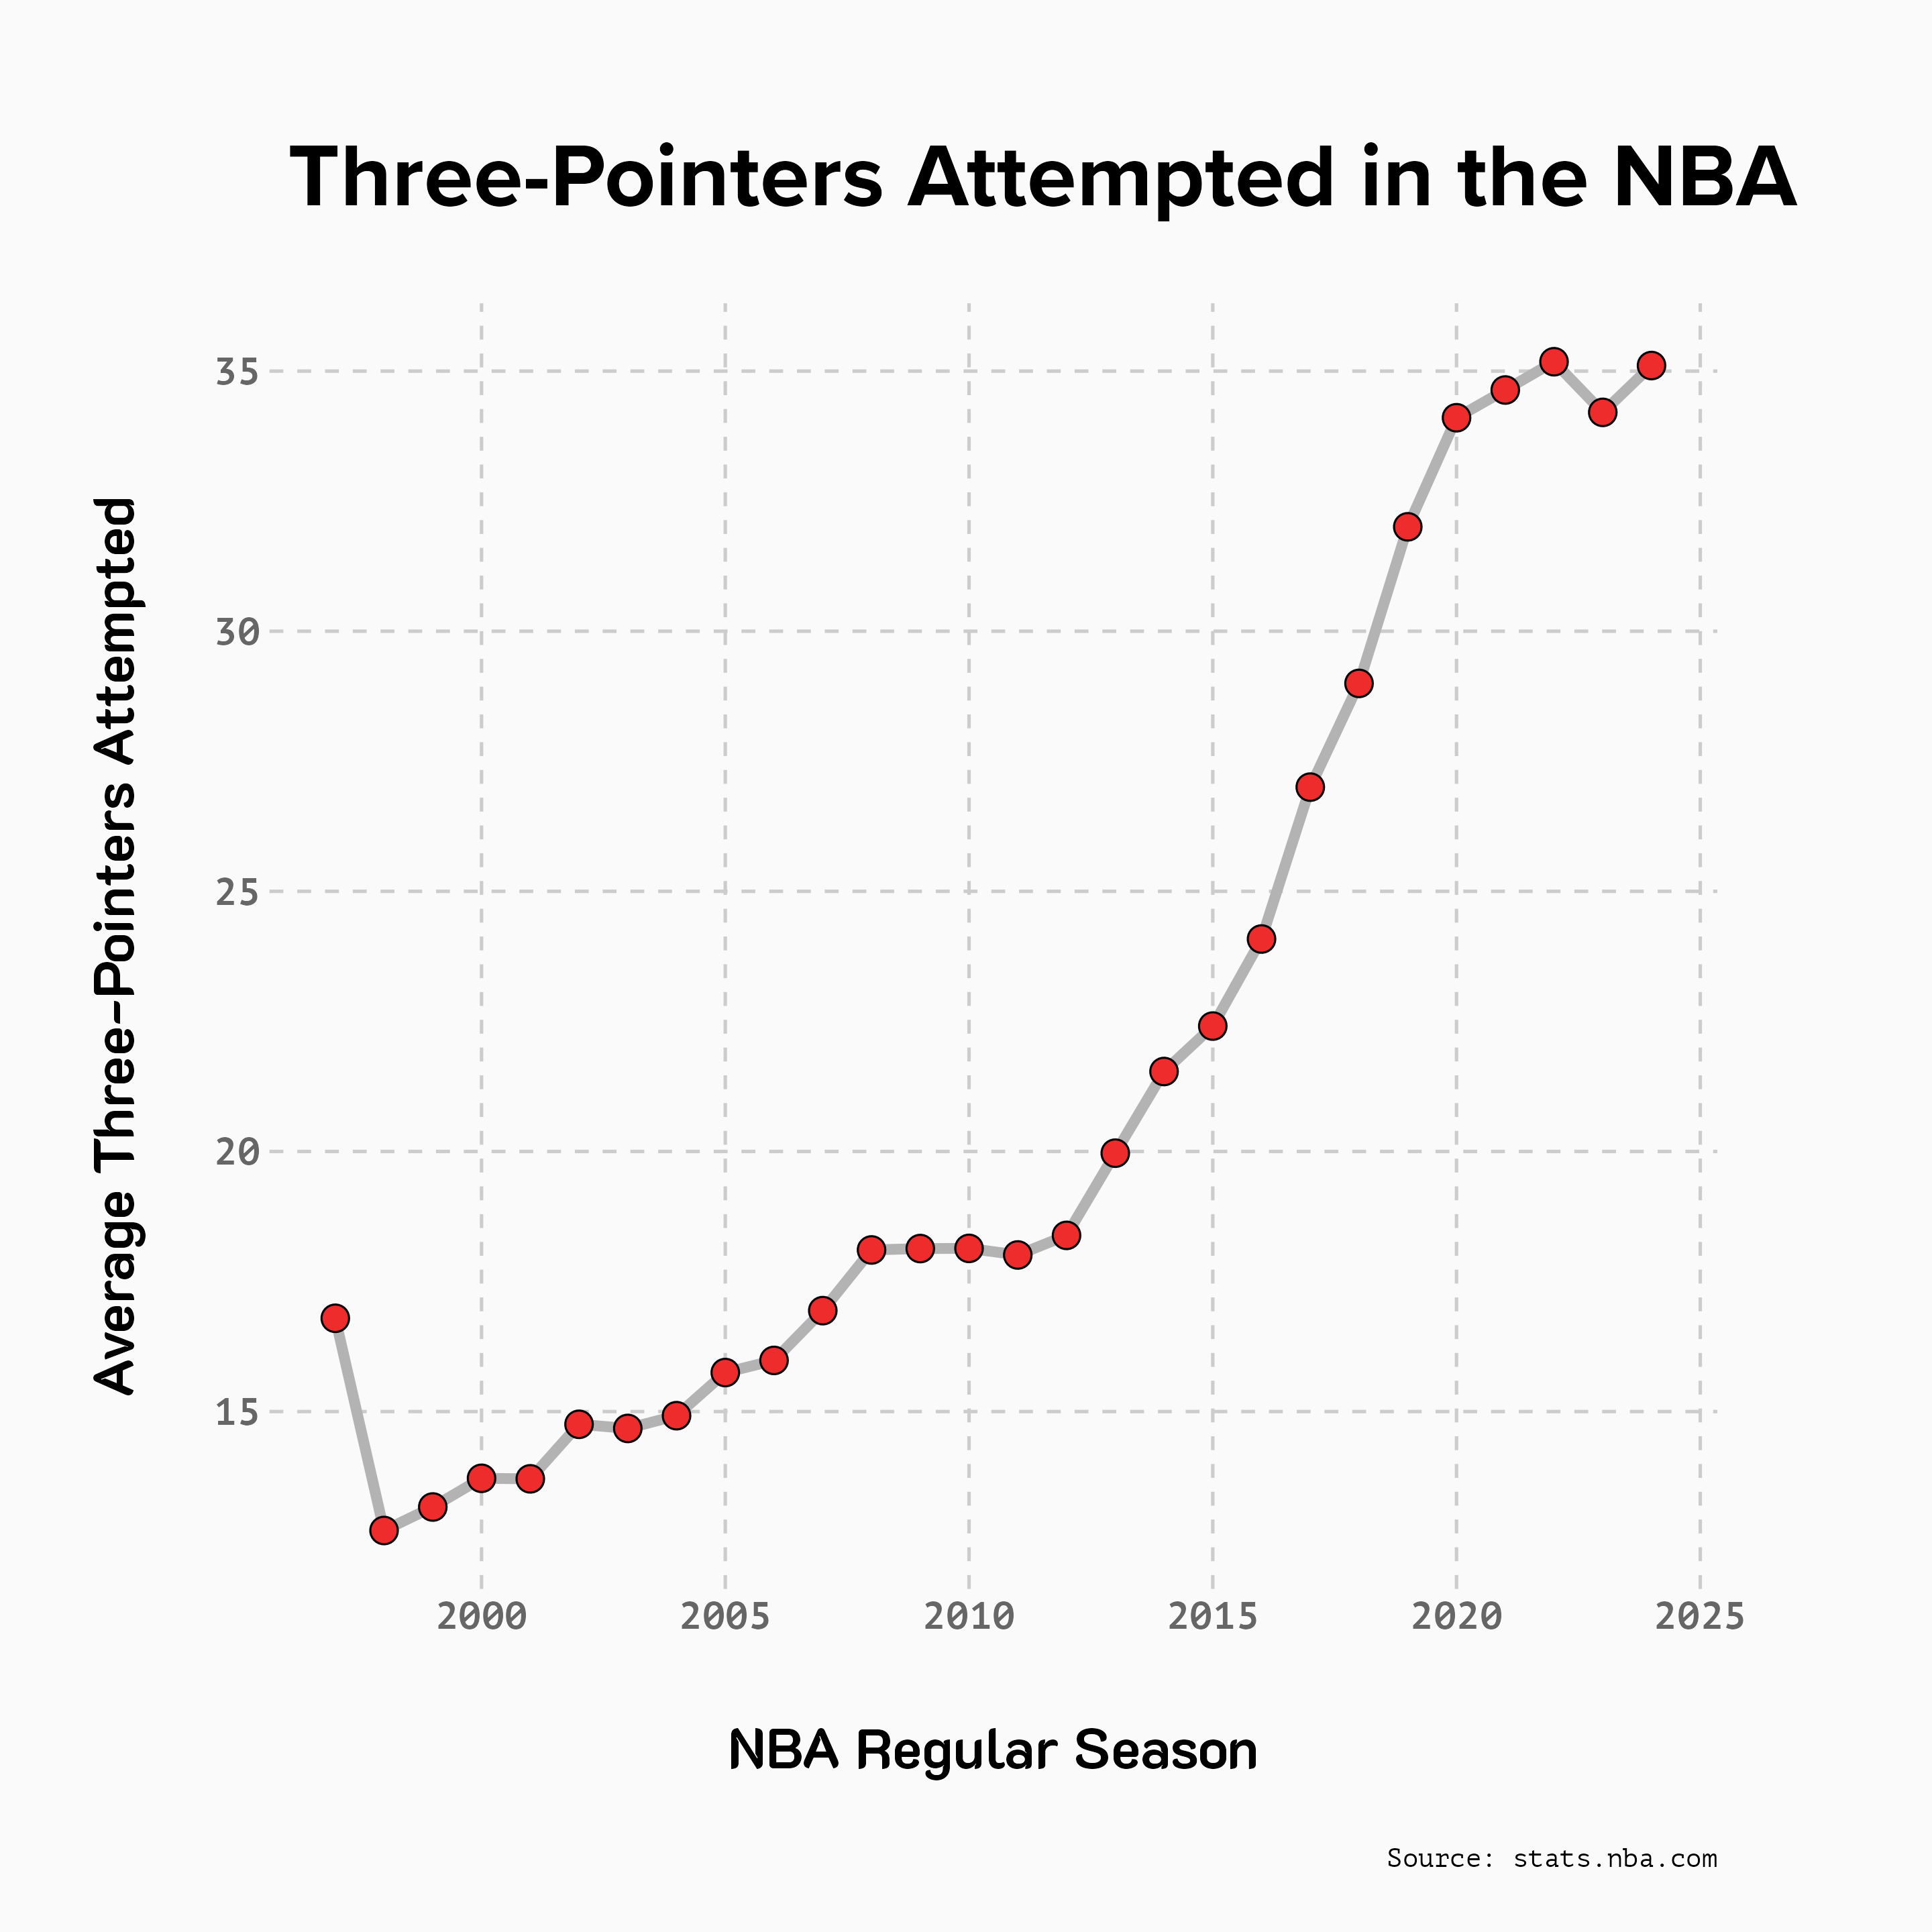 Three-Pointers Attempted in the NBA
Average Three-Pointers Attempted
35
30
25
20
15
2000 2005 2010 2015 2020 2025
NBA Regular Season
Source: stats.nba.com